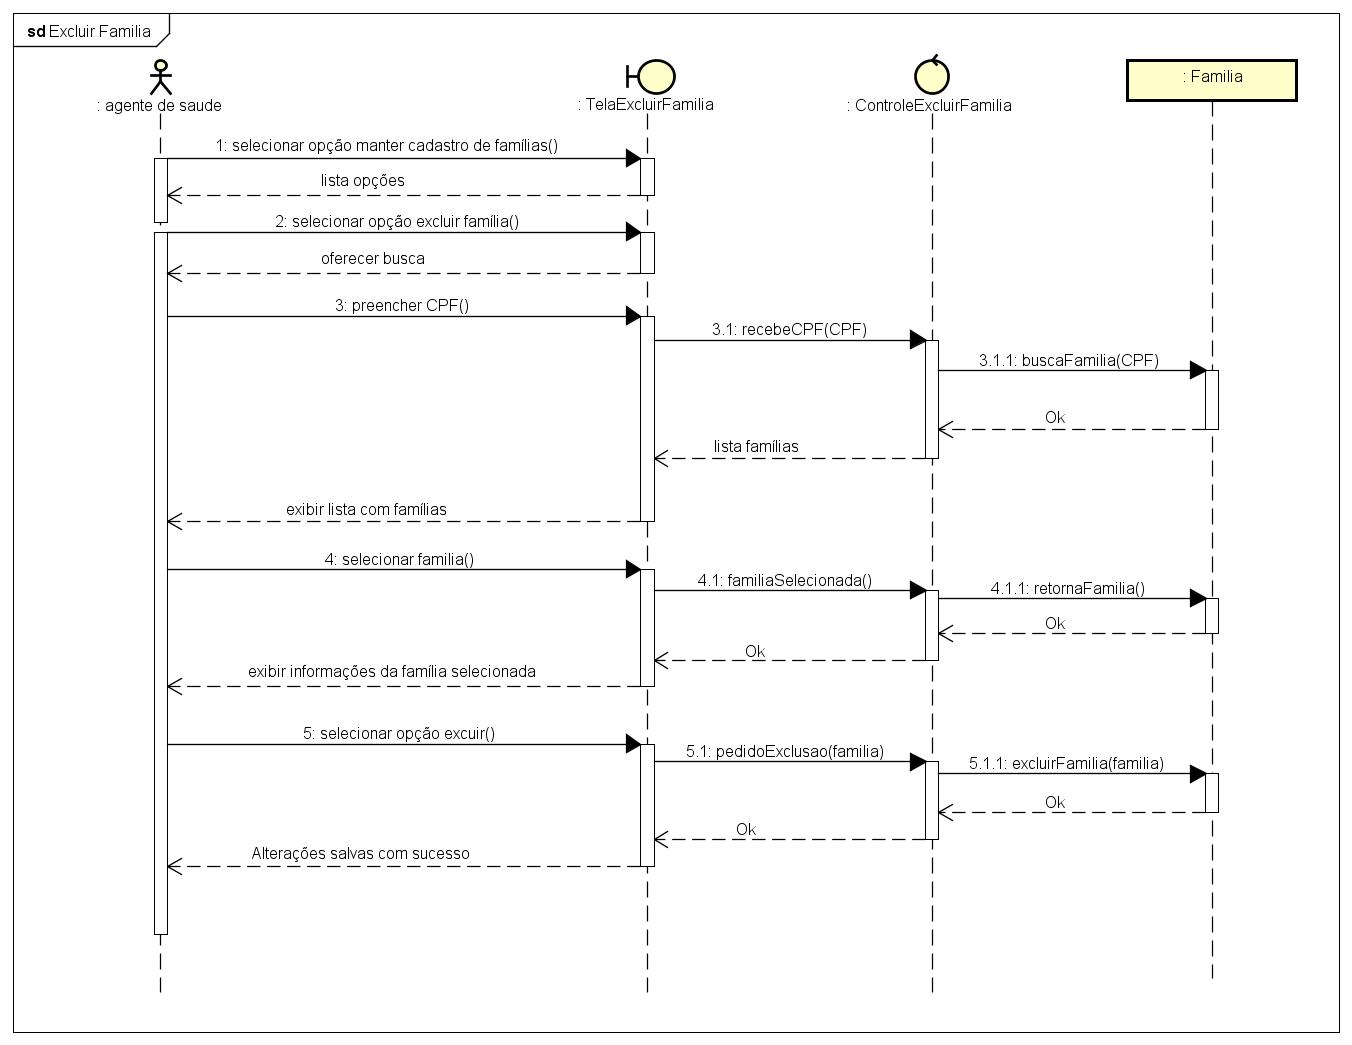 sd Excluir Familia
: agente de saude
: TelaExcluirFamilia
: ControleExcluirFamilia
: Familia
1: selecionar opção manter cadastro de famílias()
lista opções
2: selecionar opção excluir família()
oferecer busca
3: preencher CPF()
3.1: recebeCPF(CPF)
3.1.1: buscaFamilia(CPF)
Ok
lista famílias
exibir lista com famílias
4: selecionar familia()
4.1: familiaSelecionada()
4.1.1: retornaFamilia()
Ok
Ok
exibir informações da família selecionada
5: selecionar opção excuir()
5.1: pedidoExclusao(familia)
5.1.1: excluirFamilia(familia)
Ok
Ok
Alterações salvas com sucesso